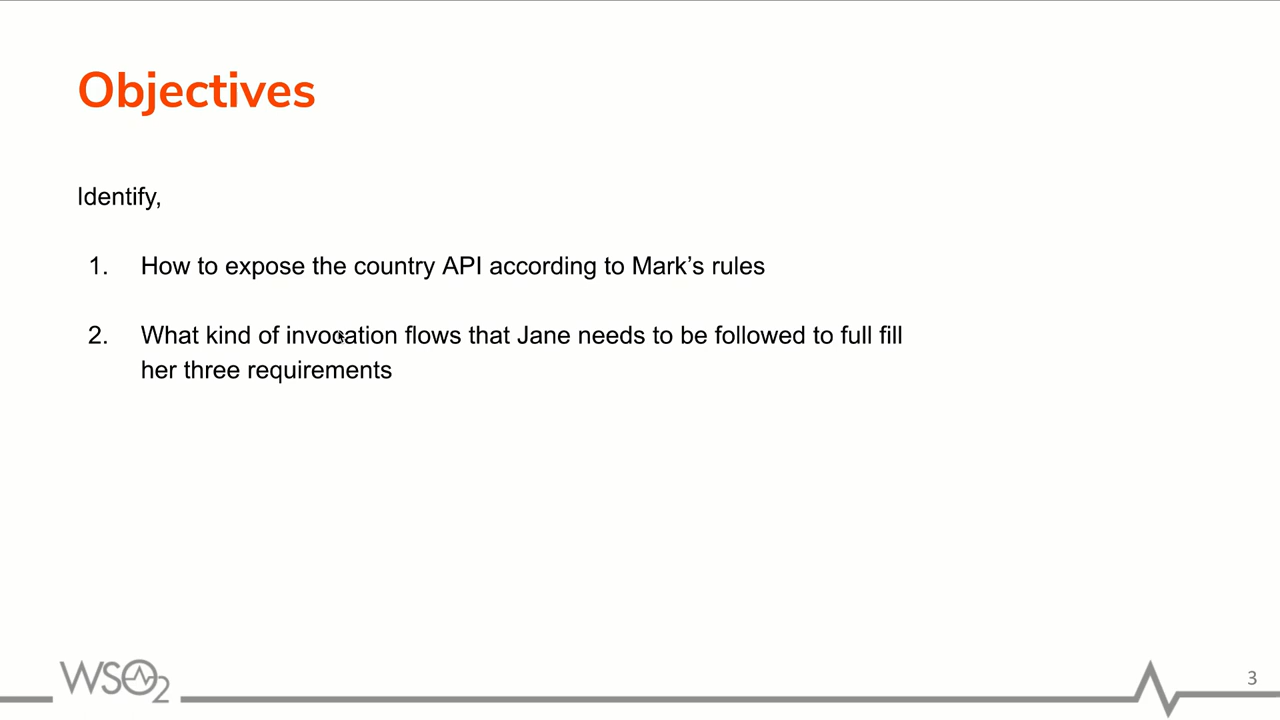 Objectives
Identify,
1. How to expose the country API according to Mark’s rules
2. What kind of invocation flows that Jane needs to be followed to full fill
her three requirements
WSO2
3